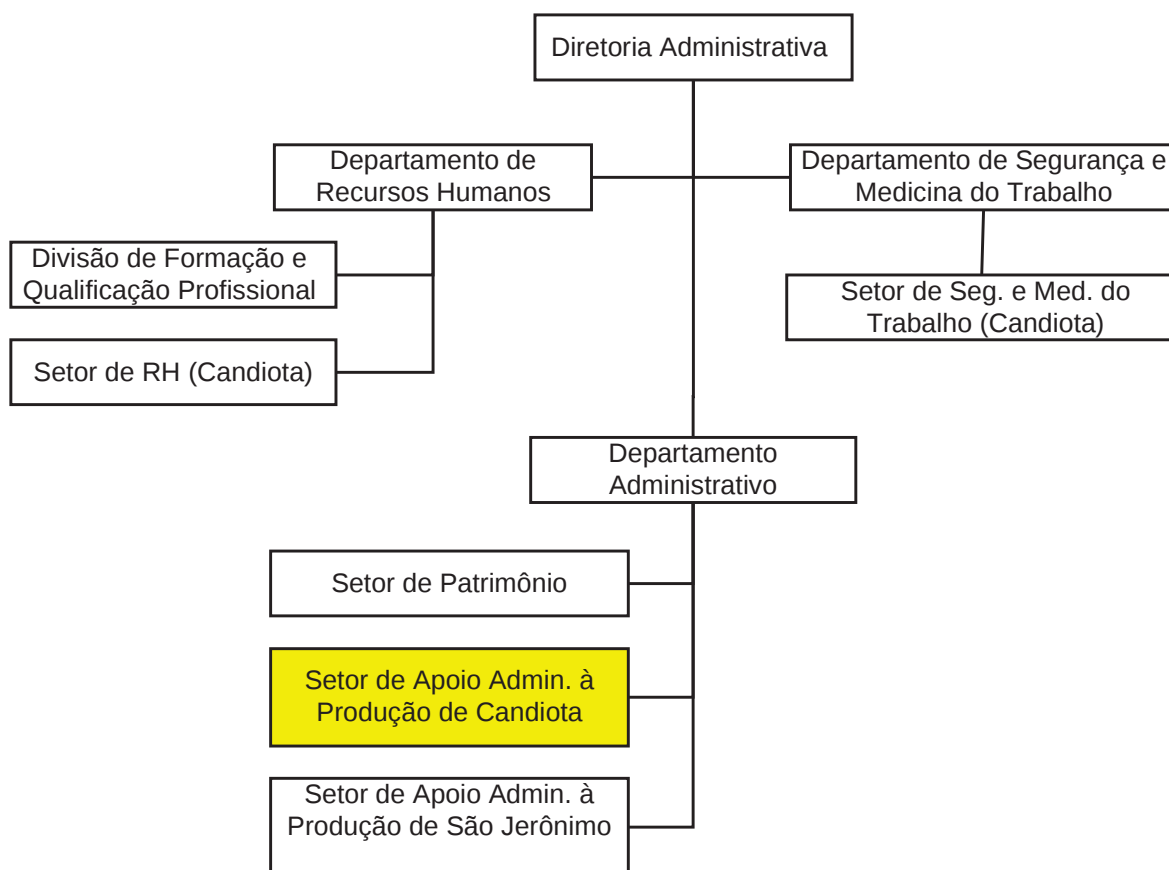 Diretoria Administrativa
Departamento de
Recursos Humanos
Departamento de Segurança e
Medicina do Trabalho
Divisão de Formação e
Qualificação Profissional
Setor de Seg. e Med. do
Trabalho (Candiota)
Setor de RH (Candiota)
Departamento
Administrativo
Setor de Patrimônio
Setor de Apoio Admin. à
Produção de Candiota
Setor de Apoio Admin. à
Produção de São Jerônimo